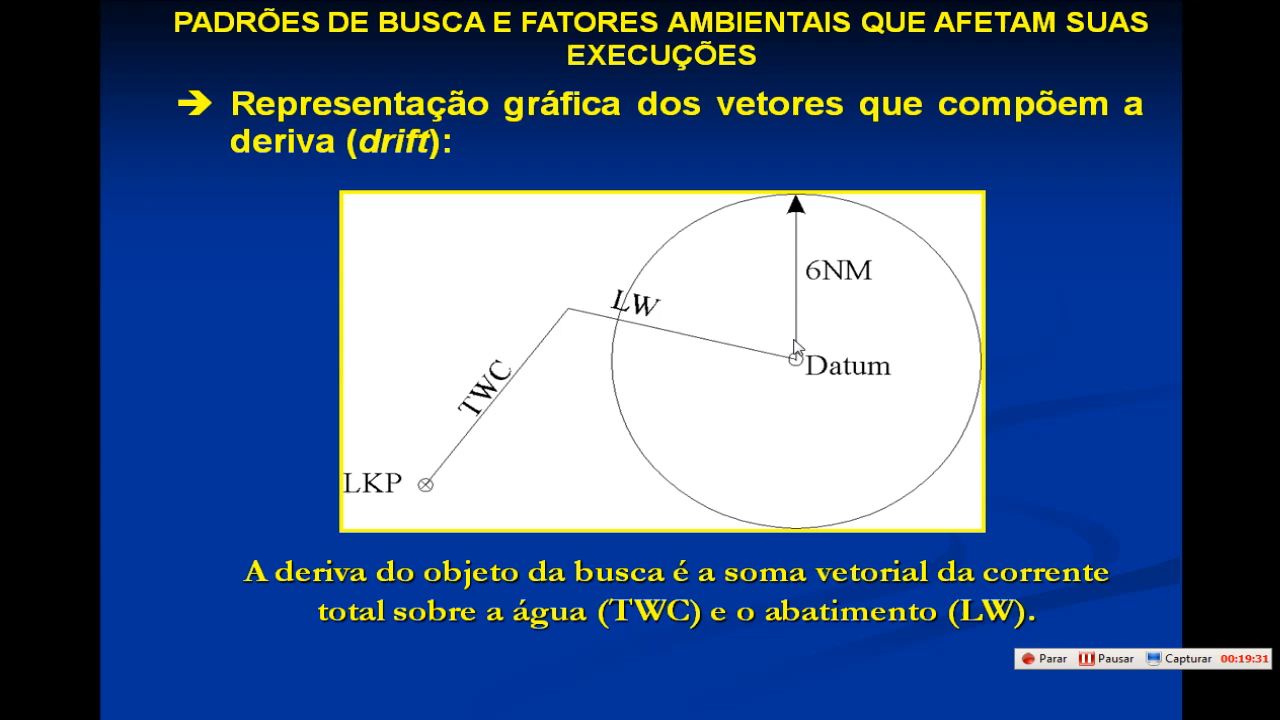 PADRÕES DE BUSCA E FATORES AMBIENTAIS QUE AFETAM SUAS
EXECUÇÕES
➔ Representação gráfica dos vetores que compõem a
deriva (drift):
LW
6NM
Datum
TWC
LKP
A deriva do objeto da busca é a soma vetorial da corrente
total sobre a água (TWC) e o abatimento (LW).
Parar Pausar Capturar 00:19:31